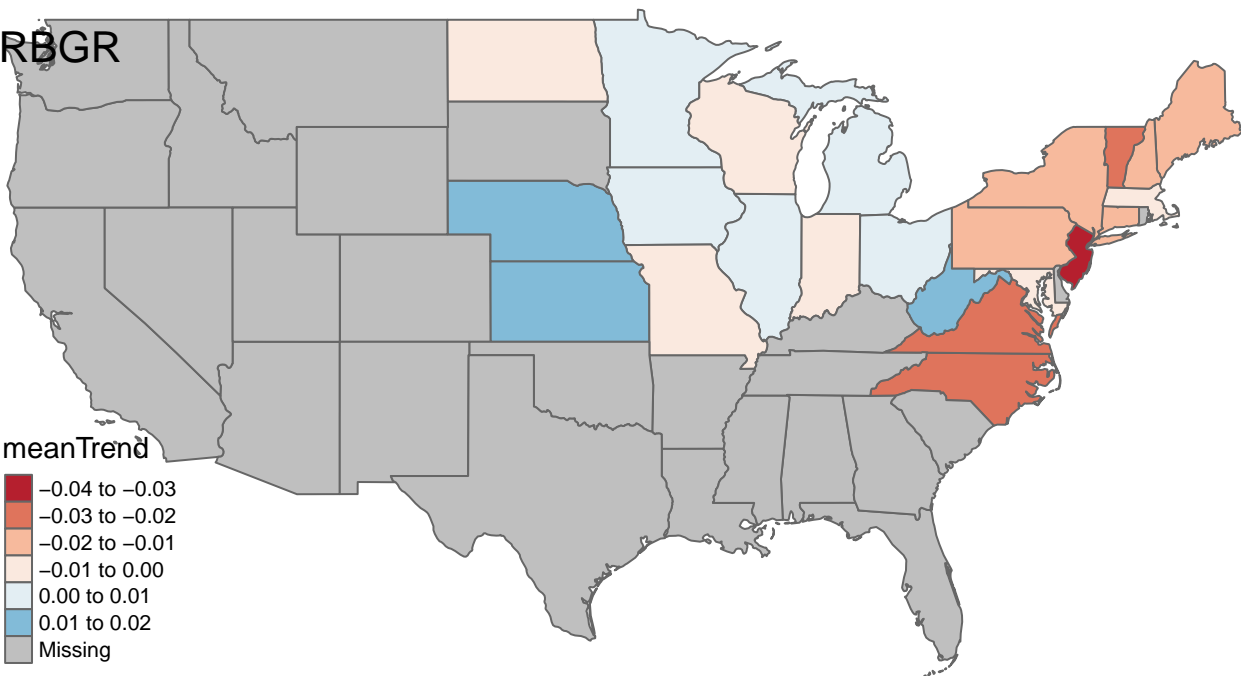 RBGR
meanTrend
−0.04 to −0.03
−0.03 to −0.02
−0.02 to −0.01
−0.01 to 0.00
0.00 to 0.01
0.01 to 0.02
Missing